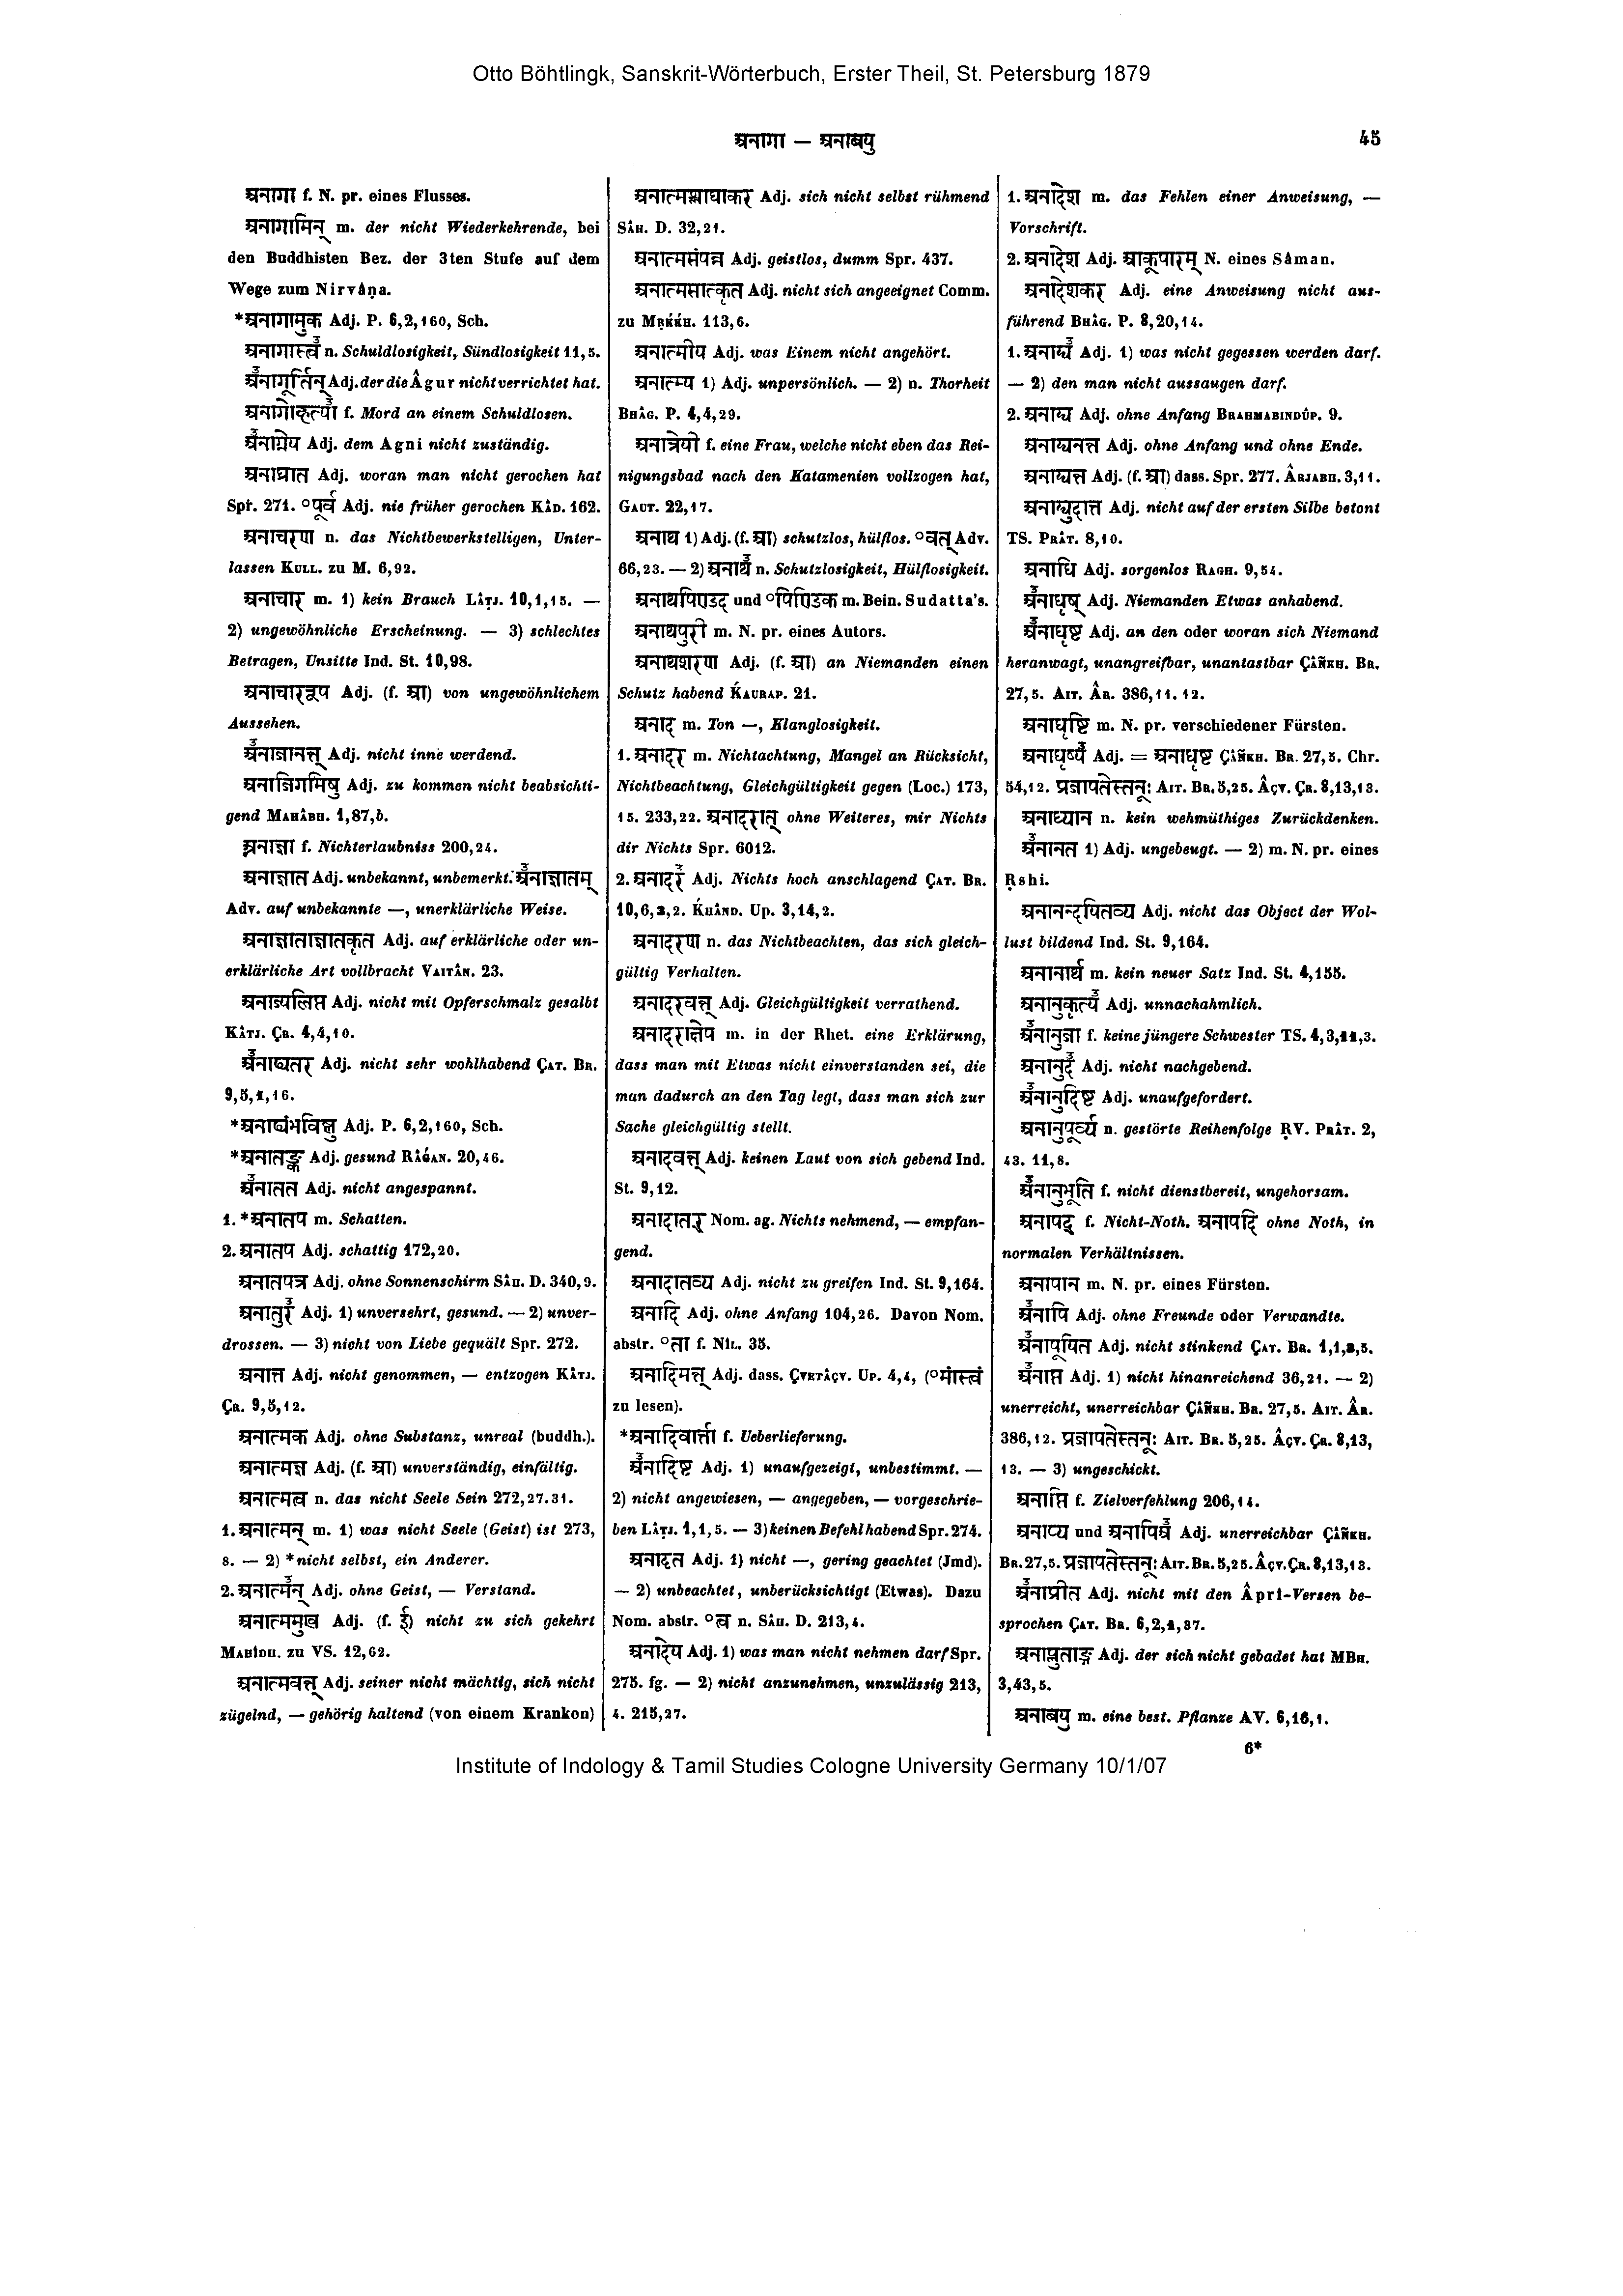 Otto Böhtlingk, Sanskrit-Wörterbuch, Erster Theil, St. Petersburg 1879
अनागा — अनाबयु 45
अनागा f. N. pr. eines Flusses.
अनागामिन् m. der nicht Wiederkehrende, bei
den Buddhisten Bez. der 3ten Stufe auf dem
Wege zum Nirvâṇa.
*अनागामुक Adj. P. 6,2,160, Sch.
अनागास्त्वँ n. Schuldlosigkeit, Sündlosigkeit 11,5.
अँनागूर्तिन् Adj. der die Âgur nicht verrichtet hat.
अनागोकृत्याँ f. Mord an einem Schuldlosen.
अँनाग्नेय Adj. dem Agni nicht zuständig.
अनाघ्रात Adj. woran man nicht gerochen hat
Spr. 271. °पूर्व Adj. nie früher gerochen KÂD. 162.
अनाचरण n. das Nichtbewerkstelligen, Unter-
lassen KULL. zu M. 6,92.
अनाचार m. 1) kein Brauch LÂṬJ. 10,1,15. —
2) ungewöhnliche Erscheinung. — 3) schlechtes
Betragen, Unsitte Ind. St. 10,98.
अनाचाररूप Adj. (f. आ) von ungewöhnlichem
Aussehen.
अँनाजानत् Adj. nicht inne werdend.
अनाजिगमिषु Adj. zu kommen nicht beabsichti-
gend MAHÂBH. 1,87,b.
अनाज्ञा f. Nichterlaubniss 200,24.
अनाज्ञात Adj. unbekannt, unbemerkt. अँनाज्ञातम्
Adv. auf unbekannte —, unerklärliche Weise.
अनाज्ञाताज्ञातकृत Adj. auf erklärliche oder un-
erklärliche Art vollbracht VAITÂN. 23.
अनाज्यलिप्त Adj. nicht mit Opferschmalz gesalbt
KÂTJ. ÇR. 4,4,10.
अँनाढ्यतर Adj. nicht sehr wohlhabend ÇAT. BR.
9,5,1,16.
*अनाढ्यंभविष्णु Adj. P. 6,2,160, Sch.
*अनातङ्क Adj. gesund RÂǴAN. 20,46.
अँनातत Adj. nicht angespannt.
1. *अनातप m. Schatten.
2. अनातप Adj. schattig 172,20.
अनातपत्र Adj. ohne Sonnenschirm SÂH. D. 340,9.
अनातुरँ Adj. 1) unversehrt, gesund. — 2) unver-
drossen. — 3) nicht von Liebe gequält Spr. 272.
अनात्त Adj. nicht genommen, — entzogen KÂTJ.
ÇR. 9,5,12.
अनात्मक Adj. ohne Substanz, unreal (buddh.).
अनात्मज्ञ Adj. (f. आ) unverständig, einfältig.
अनात्मत्व n. das nicht Seele Sein 272,27.31.
1. अनात्मन् m. 1) was nicht Seele (Geist) ist 273,
8. — 2) *nicht selbst, ein Anderer.
2. अनात्मँन् Adj. ohne Geist, — Verstand.
अनात्ममुख Adj. (f. ई) nicht zu sich gekehrt
MAHÎDH. zu VS. 12,62.
अनात्मवत् Adj. seiner nicht mächtig, sich nicht
zügelnd, — gehörig haltend (von einem Kranken)
अनात्मश्लाघाकर Adj. sich nicht selbst rühmend
SÂH. D. 32,21.
अनात्मसंपन्न Adj. geistlos, dumm Spr. 437.
अनात्मसात्कृत Adj. nicht sich angeeignet Comm.
zu MṚḰḰH. 113,6.
अनात्मीय Adj. was Einem nicht angehört.
अनात्म्य 1) Adj. unpersönlich. — 2) n. Thorheit
BHÂG. P. 4,4,29.
अनात्रेयी f. eine Frau, welche nicht eben das Rei-
nigungsbad nach den Katamenien vollzogen hat,
GAUT. 22,17.
अनाथ 1) Adj. (f. आ) schutzlos, hülflos. °वत् Adv.
66,23. — 2) अनाथँ n. Schutzlosigkeit, Hülflosigkeit.
अनाथपिण्डद und °पिण्डिक m. Bein. Sudatta's.
अनाथपुरी m. N. pr. eines Autors.
अनाथशरण Adj. (f. आ) an Niemanden einen
Schutz habend ḰAURAP. 21.
अनाद m. Ton —, Klanglosigkeit.
1. अनादर m. Nichtachtung, Mangel an Rücksicht,
Nichtbeachtung, Gleichgültigkeit gegen (Loc.) 173,
15. 233,22. अनादरात् ohne Weiteres, mir Nichts
dir Nichts Spr. 6012.
2. अनादरँ Adj. Nichts hoch anschlagend ÇAT. BR.
10,6,3,2. ḰHÂND. Up. 3,14,2.
अनादरण n. das Nichtbeachten, das sich gleich-
gültig Verhalten.
अनादरवत् Adj. Gleichgültigkeit verrathend.
अनादराक्षेप m. in der Rhet. eine Erklärung,
dass man mit Etwas nicht einverstanden sei, die
man dadurch an den Tag legt, dass man sich zur
Sache gleichgültig stellt.
अनादवत् Adj. keinen Laut von sich gebend Ind.
St. 9,12.
अनादातर् Nom. ag. Nichts nehmend, — empfan-
gend.
अनादातव्य Adj. nicht zu greifen Ind. St. 9,164.
अनादि Adj. ohne Anfang 104,26. Davon Nom.
abstr. °ता f. NÎL. 35.
अनादिमत् Adj. dass. ÇVETÂÇV. UP. 4,4, (°मांस्त्वं
zu lesen).
*अनादिवार्त्ता f. Ueberlieferung.
अँनादिष्ट Adj. 1) unaufgezeigt, unbestimmt. —
2) nicht angewiesen, — angegeben, — vorgeschrie-
ben LÂṬJ. 1,1,5. — 3) keinen Befehl habend Spr. 274.
अनादृत Adj. 1) nicht —, gering geachtet (Jmd).
— 2) unbeachtet, unberücksichtigt (Etwas). Dazu
Nom. abstr. °त्व n. SÂH. D. 213,4.
अनादेय Adj. 1) was man nicht nehmen darf Spr.
275. fg. — 2) nicht anzunehmen, unzulässig 213,
4. 215,27.
1. अनादेश m. das Fehlen einer Anweisung, —
Vorschrift.
2. अनादेश Adj. आकूपारम् N. eines Sâman.
अनादेशकर Adj. eine Anweisung nicht aus-
führend BHÂG. P. 8,20,14.
1. अनाद्यँ Adj. 1) was nicht gegessen werden darf.
— 2) den man nicht aussaugen darf.
2. अनाद्य Adj. ohne Anfang BRAHMABINDÛP. 9.
अनाद्यनन्त Adj. ohne Anfang und ohne Ende.
अनाद्यन्त Adj. (f. आ) dass. Spr. 277. ÂRJABH. 3,11.
अनाद्युदात्त Adj. nicht auf der ersten Silbe betont
TS. PRÂT. 8,10.
अनाधि Adj. sorgenlos RAGH. 9,54.
अँनाधृष् Adj. Niemanden Etwas anhabend.
अँनाधृष्ट Adj. an den oder woran sich Niemand
heranwagt, unangreifbar, unantastbar ÇÂÑKH. BR.
27,5. AIT. ÂR. 386,11. 12.
अनाधृष्टि m. N. pr. verschiedener Fürsten.
अनाधृष्यँ Adj. = अनाधृष्ट ÇÂÑKH. BR. 27,5. Chr.
54,12. प्रजापतेस्तनूः AIT. BR. 5,25. ÂÇV. ÇR. 8,13,13.
अनाध्यान n. kein wehmüthiges Zurückdenken.
अँनानत 1) Adj. ungebeugt. — 2) m. N. pr. eines
Ṛshi.
अनानन्दयितव्य Adj. nicht das Object der Wol-
lust bildend Ind. St. 9,164.
अनानार्थ m. kein neuer Satz Ind. St. 4,155.
अनानुकृत्यँ Adj. unnachahmlich.
अँनानुजा f. keine jüngere Schwester TS. 4,3,11,3.
अनानुदँ Adj. nicht nachgebend.
अँनानुदिष्ट Adj. unaufgefordert.
अनानुपूर्व्य n. gestörte Reihenfolge ṚV. PRÂT. 2,
43. 11,8.
अँनानुभूति f. nicht dienstbereit, ungehorsam.
अनापद् f. Nicht-Noth. अनापदि ohne Noth, in
normalen Verhältnissen.
अनापान m. N. pr. eines Fürsten.
अँनापि Adj. ohne Freunde oder Verwandte.
अँनापूयित Adj. nicht stinkend ÇAT. BR. 1,1,3,5.
अँनाप्त Adj. 1) nicht hinanreichend 36,21. — 2)
unerreicht, unerreichbar ÇÂÑKH. BR. 27,5. AIT. ÂR.
386,12. प्रजापतेस्तनूः AIT. BR. 5,25. ÂÇV. ÇR. 8,13,
13. — 3) ungeschickt.
अनाप्ति f. Zielverfehlung 206,14.
अनाप्य und अनापियँ Adj. unerreichbar ÇÂÑKH.
BR. 27,5. प्रजापतेस्तनूः AIT. BR. 5,25. ÂÇV. ÇR. 8,13,13.
अँनाप्रीत Adj. nicht mit den Âprî-Versen be-
sprochen ÇAT. BR. 6,2,1,37.
अनाप्लुताङ्ग Adj. der sich nicht gebadet hat MBH.
3,43,5.
अनाबयु m. eine best. Pflanze AV. 6,16,1.
6*
Institute of Indology & Tamil Studies Cologne University Germany 10/1/07